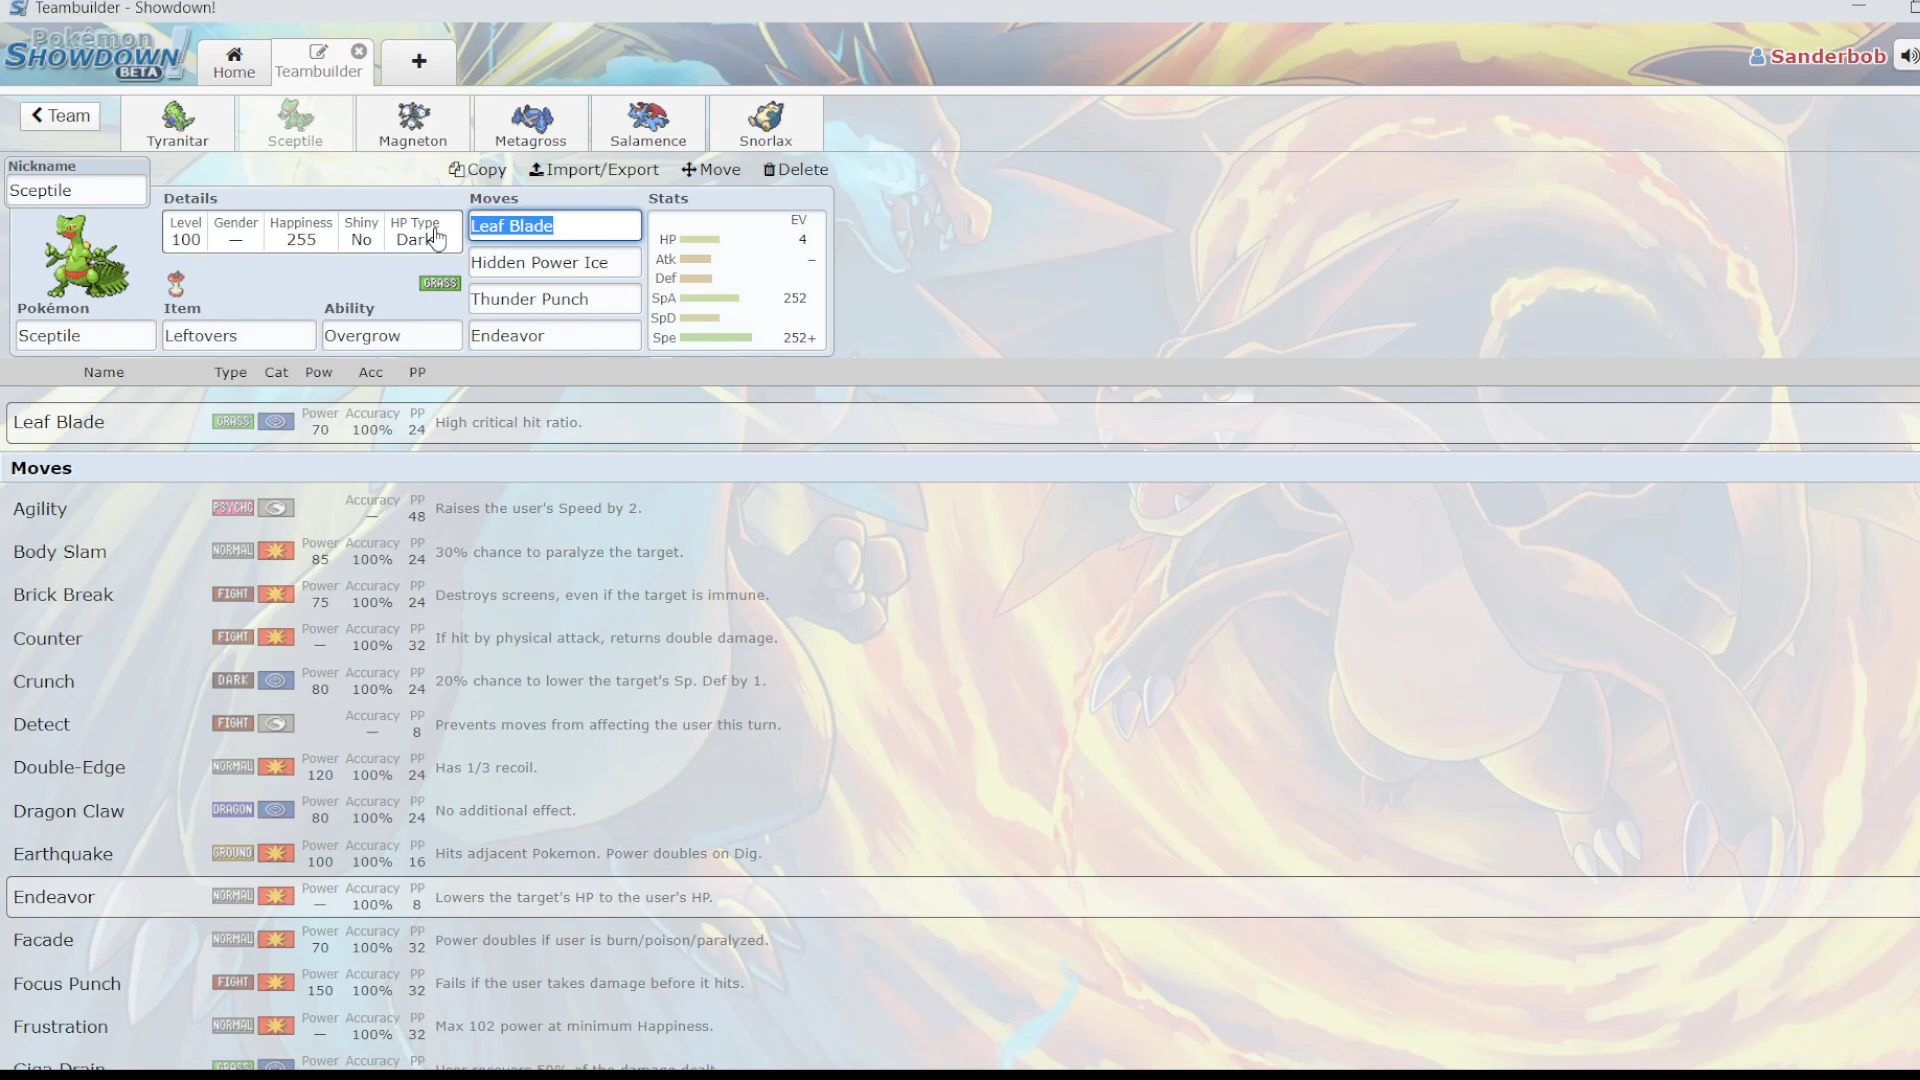 Teambuilder - Showdown!
Pokémon
SHOWDOWN!
BETA
Home
Teambuilder
+
Sanderbob
Team
Tyranitar
Sceptile
Magneton
Metagross
Salamence
Snorlax
Nickname
Sceptile
Copy Import/Export Move Delete
Details
Moves
Stats
Level Gender Happiness Shiny HP Type
100 — 255 No Dark
Leaf Blade
Hidden Power Ice
Thunder Punch
Endeavor
EV
HP 4
Atk –
Def
SpA 252
SpD
Spe 252+
GRASS
Pokémon Item Ability
Sceptile Leftovers Overgrow
Name Type Cat Pow Acc PP
Leaf Blade GRASS Power 70 Accuracy 100% PP 24 High critical hit ratio.
Moves
Agility PSYCHC Accuracy — PP 48 Raises the user's Speed by 2.
Body Slam NORMAL Power 85 Accuracy 100% PP 24 30% chance to paralyze the target.
Brick Break FIGHT Power 75 Accuracy 100% PP 24 Destroys screens, even if the target is immune.
Counter FIGHT Power — Accuracy 100% PP 32 If hit by physical attack, returns double damage.
Crunch DARK Power 80 Accuracy 100% PP 24 20% chance to lower the target's Sp. Def by 1.
Detect FIGHT Accuracy — PP 8 Prevents moves from affecting the user this turn.
Double-Edge NORMAL Power 120 Accuracy 100% PP 24 Has 1/3 recoil.
Dragon Claw DRAGON Power 80 Accuracy 100% PP 24 No additional effect.
Earthquake GROUND Power 100 Accuracy 100% PP 16 Hits adjacent Pokemon. Power doubles on Dig.
Endeavor NORMAL Power — Accuracy 100% PP 8 Lowers the target's HP to the user's HP.
Facade NORMAL Power 70 Accuracy 100% PP 32 Power doubles if user is burn/poison/paralyzed.
Focus Punch FIGHT Power 150 Accuracy 100% PP 32 Fails if the user takes damage before it hits.
Frustration NORMAL Power — Accuracy 100% PP 32 Max 102 power at minimum Happiness.
Giga Drain GRASS Power Accuracy PP User recovers 50% of the damage dealt.